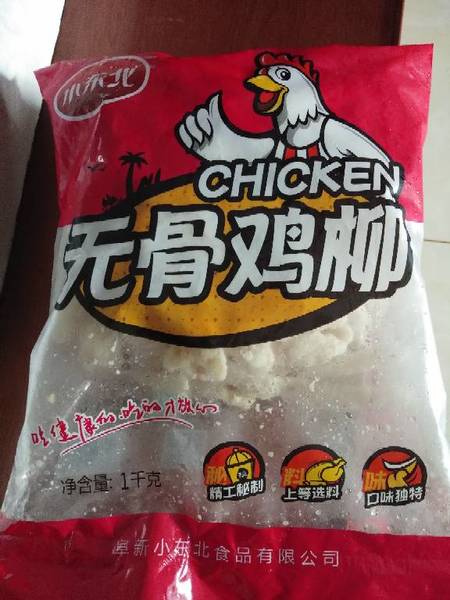 小东北
CHICKEN
无骨鸡柳
吃健康的.吃的才放心
净含量: 1千克
秘
精工秘制
料
上等选料
味
口味独特
阜新小东北食品有限公司